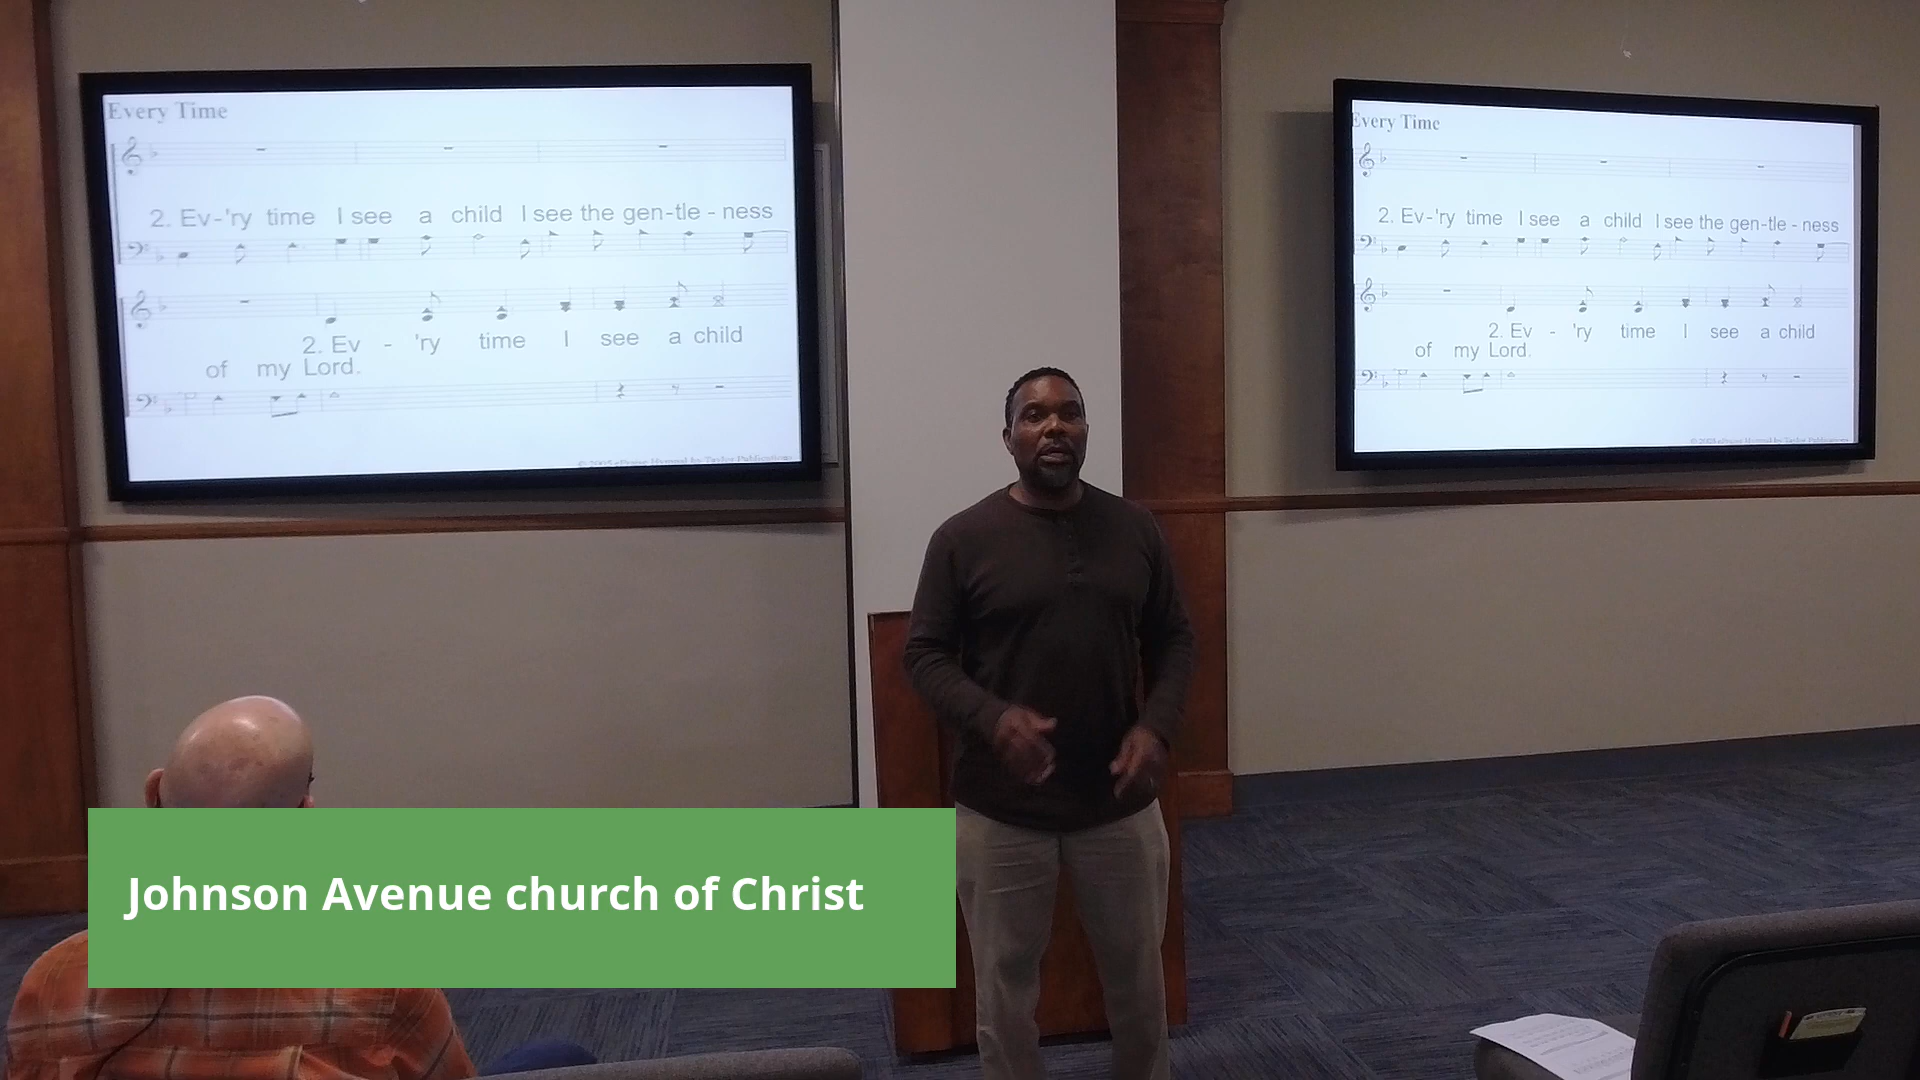 Every Time
2. Ev-'ry time I see a child I see the gen-tle - ness
2. Ev - 'ry time I see a child
of my Lord.
Every Time
2. Ev-'ry time I see a child I see the gen-tle - ness
2. Ev - 'ry time I see a child
of my Lord.
Johnson Avenue church of Christ